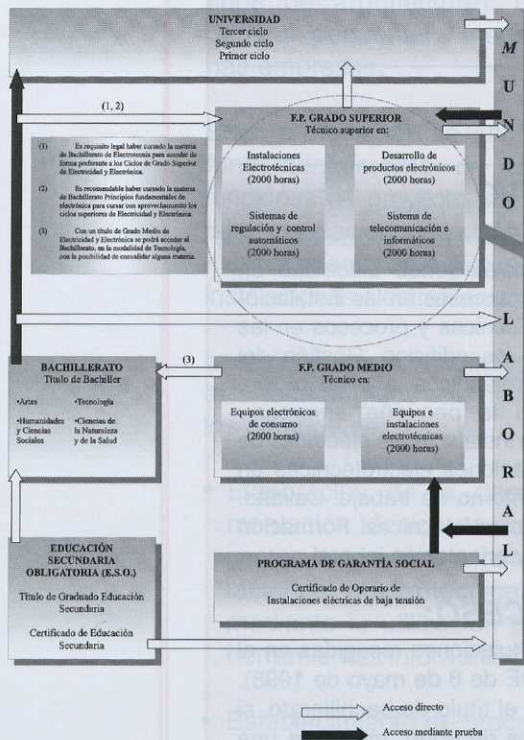 UNIVERSIDAD
Tercer ciclo
Segundo ciclo
Primer ciclo
(1, 2)
(1) Es requisito legal haber cursado la materia
de Bachillerato de Electrotecnia para acceder de
forma preferente a los Ciclos de Grado Superior
de Electricidad y Electrónica.
(2) Es recomendable haber cursado la materia
de Bachillerato Principios fundamentales de
electrónica para cursar con aprovechamiento los
ciclos superiores de Electricidad y Electrónica.
(3) Con un título de Grado Medio de
Electricidad y Electrónica se podrá acceder al
Bachillerato, en la modalidad de Tecnología,
con la posibilidad de convalidar alguna materia.
F.P. GRADO SUPERIOR
Técnico superior en:
Instalaciones
Electrotécnicas
(2000 horas)
Sistemas de
regulación y control
automáticos
(2000 horas)
Desarrollo de
productos electrónicos
(2000 horas)
Sistemas de
telecomunicación e
informáticos
(2000 horas)
MUNDO LABORAL
BACHILLERATO
Título de Bachiller
•Artes
•Humanidades
y Ciencias
Sociales
•Tecnología
•Ciencias de
la Naturaleza
y de la Salud
(3)
F.P. GRADO MEDIO
Técnico en:
Equipos electrónicos
de consumo
(2000 horas)
Equipos e
instalaciones
electrotécnicas
(2000 horas)
EDUCACIÓN
SECUNDARIA
OBLIGATORIA (E.S.O.)
Título de Graduado Educación
Secundaria
Certificado de Educación
Secundaria
PROGRAMA DE GARANTÍA SOCIAL
Certificado de Operario de
Instalaciones eléctricas de baja tensión
Acceso directo
Acceso mediante prueba